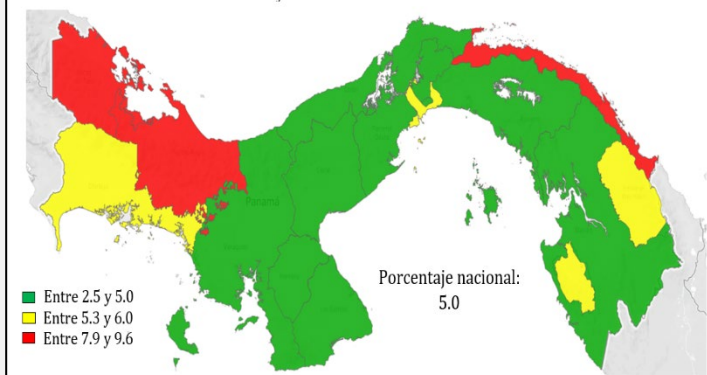 Panamá
Porcentaje nacional:
5.0
Entre 2.5 y 5.0
Entre 5.3 y 6.0
Entre 7.9 y 9.6